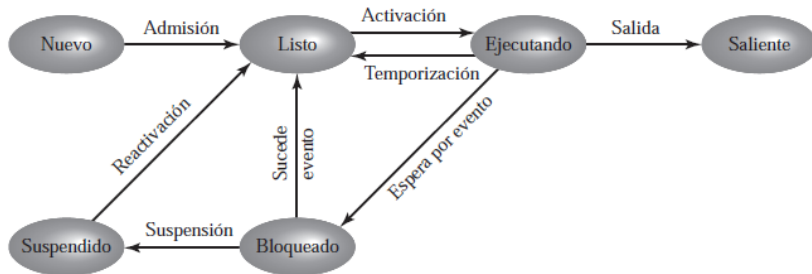 Admisión
Activación
Salida
Nuevo
Listo
Ejecutando
Saliente
Temporización
Reactivación
Sucede
evento
Espera por evento
Suspensión
Suspendido
Bloqueado